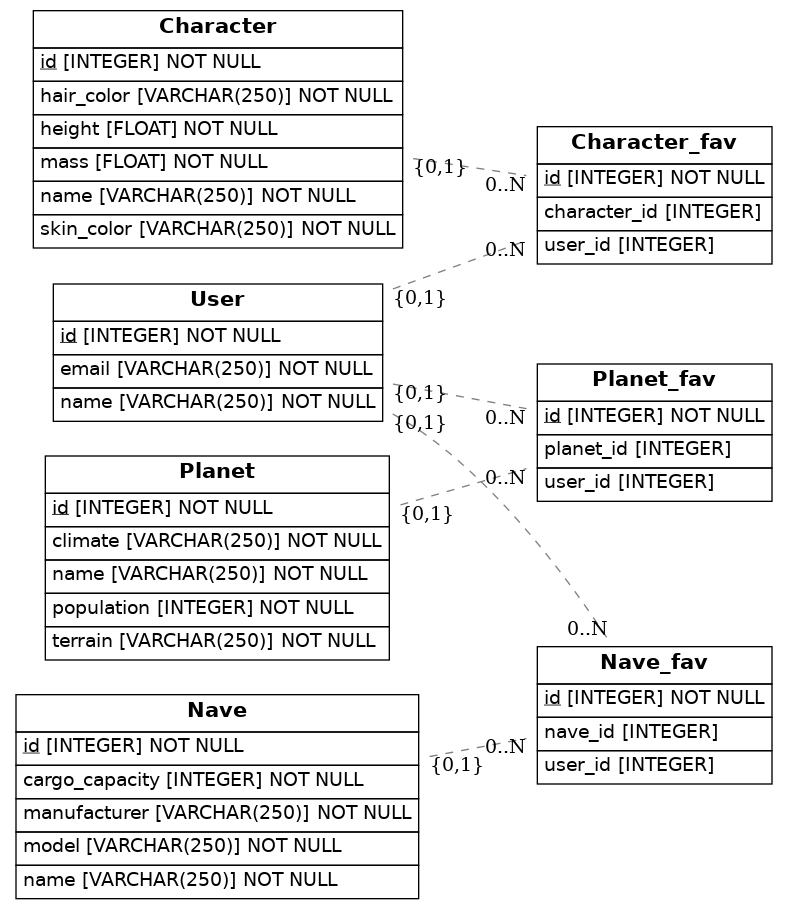 Character
id [INTEGER] NOT NULL
hair_color [VARCHAR(250)] NOT NULL
height [FLOAT] NOT NULL
mass [FLOAT] NOT NULL
name [VARCHAR(250)] NOT NULL
skin_color [VARCHAR(250)] NOT NULL
{0,1}
0..N
Character_fav
id [INTEGER] NOT NULL
character_id [INTEGER]
user_id [INTEGER]
0..N
{0,1}
User
id [INTEGER] NOT NULL
email [VARCHAR(250)] NOT NULL
name [VARCHAR(250)] NOT NULL
{0,1}
{0,1}
0..N
Planet_fav
id [INTEGER] NOT NULL
planet_id [INTEGER]
user_id [INTEGER]
0..N
{0,1}
Planet
id [INTEGER] NOT NULL
climate [VARCHAR(250)] NOT NULL
name [VARCHAR(250)] NOT NULL
population [INTEGER] NOT NULL
terrain [VARCHAR(250)] NOT NULL
0..N
Nave_fav
id [INTEGER] NOT NULL
nave_id [INTEGER]
user_id [INTEGER]
0..N
{0,1}
Nave
id [INTEGER] NOT NULL
cargo_capacity [INTEGER] NOT NULL
manufacturer [VARCHAR(250)] NOT NULL
model [VARCHAR(250)] NOT NULL
name [VARCHAR(250)] NOT NULL